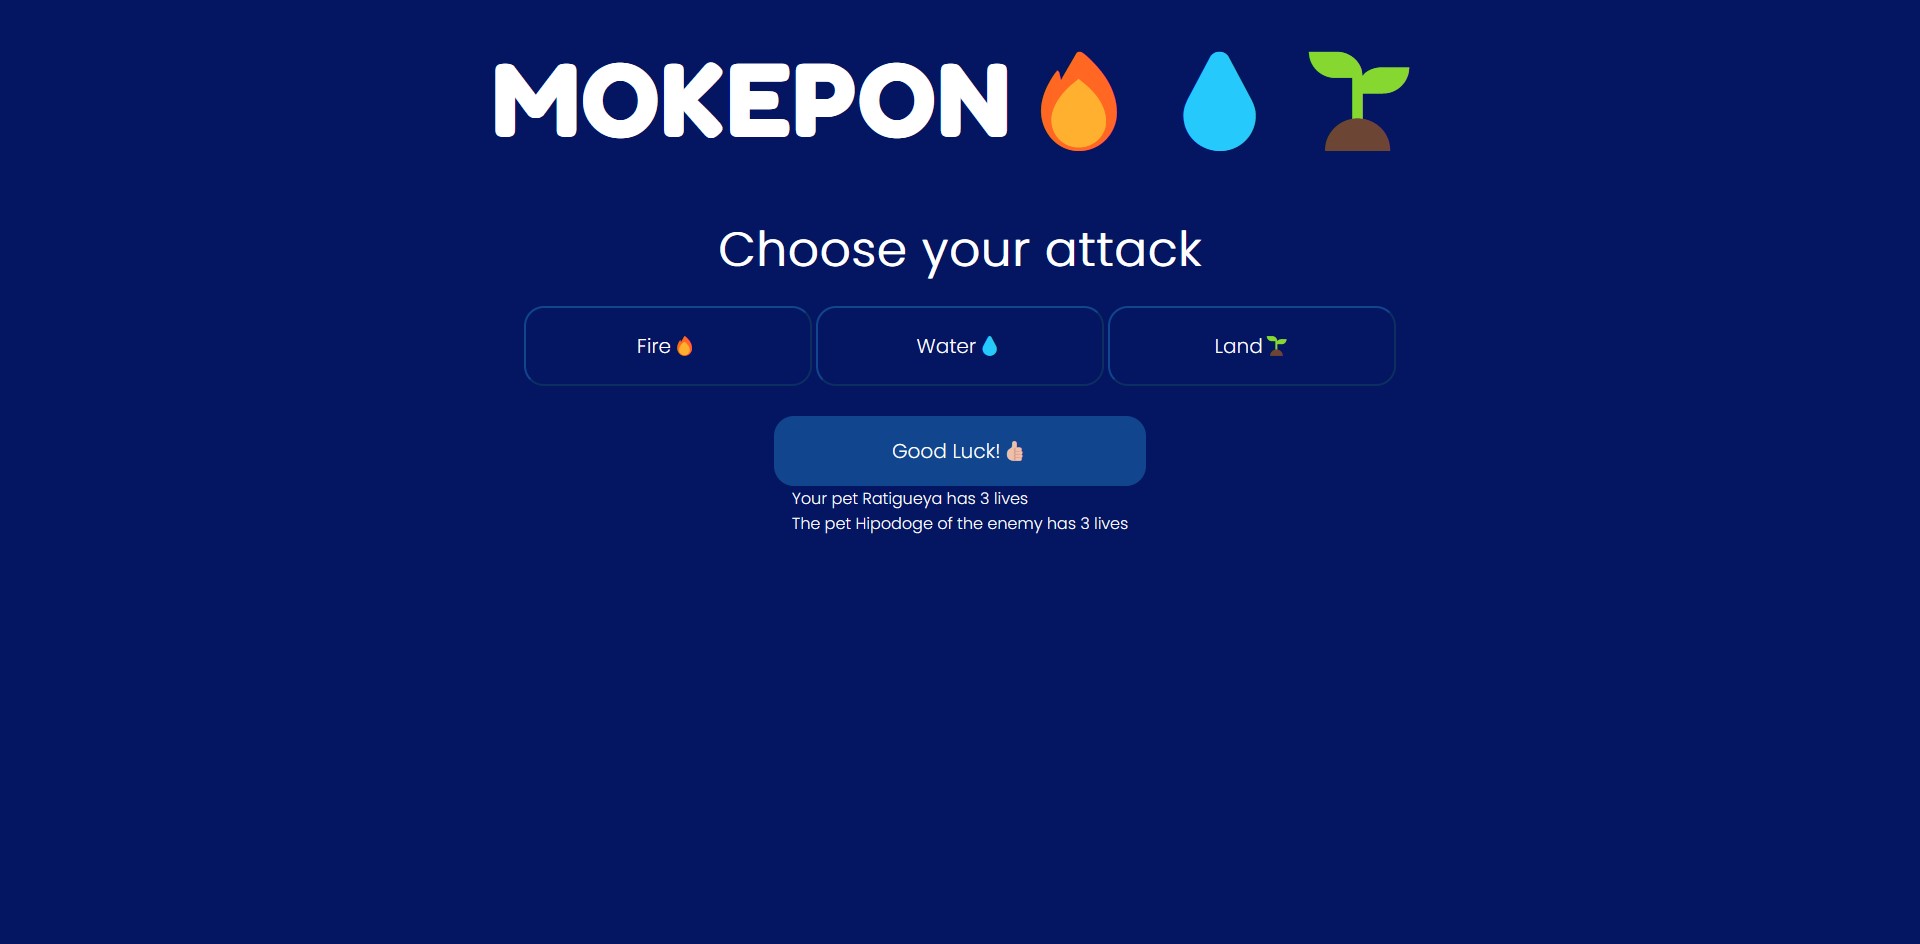 MOKEPON🔥 💧 🌱
Choose your attack
Fire🔥 Water💧 Land🌱
Good Luck!👍🏻
Your pet Ratigueya has 3 lives
The pet Hipodoge of the enemy has 3 lives